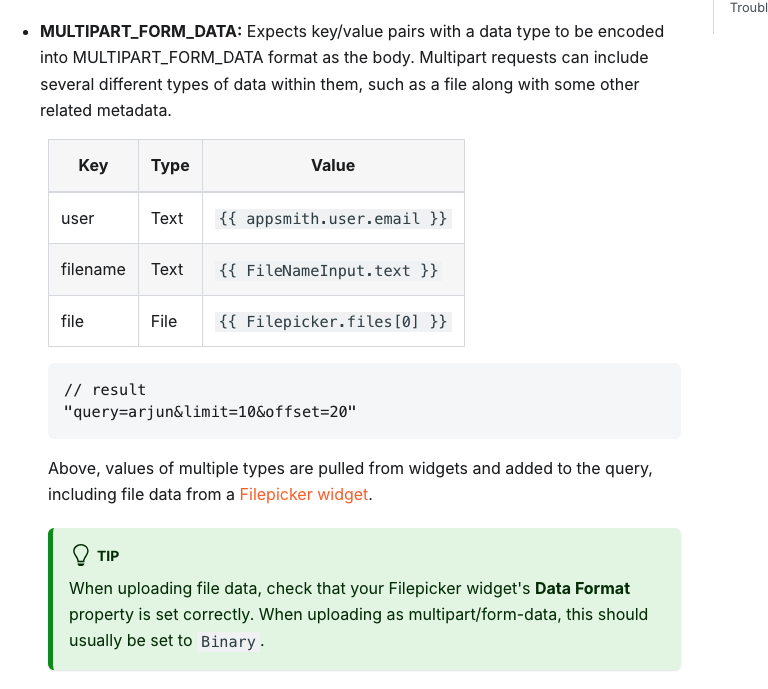 Troubl
MULTIPART_FORM_DATA: Expects key/value pairs with a data type to be encoded
into MULTIPART_FORM_DATA format as the body. Multipart requests can include
several different types of data within them, such as a file along with some other
related metadata.
Key Type Value
user Text {{ appsmith.user.email }}
filename Text {{ FileNameInput.text }}
file File {{ Filepicker.files[0] }}
// result
"query=arjun&limit=10&offset=20"
Above, values of multiple types are pulled from widgets and added to the query,
including file data from a Filepicker widget.
TIP
When uploading file data, check that your Filepicker widget's Data Format
property is set correctly. When uploading as multipart/form-data, this should
usually be set to Binary.